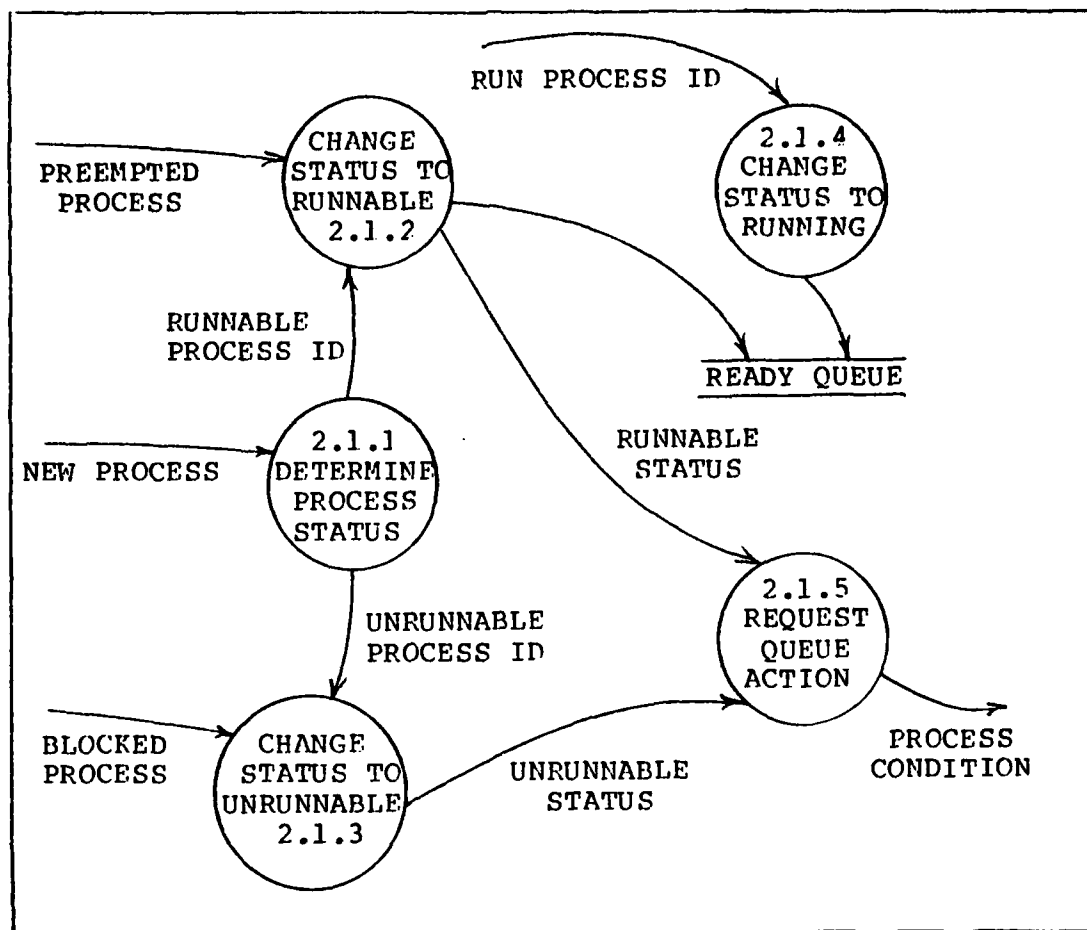 RUN PROCESS ID
CHANGE
STATUS TO
RUNNABLE
2.1.2
2.1.4
CHANGE
STATUS TO
RUNNING
PREEMPTED
PROCESS
RUNNABLE
PROCESS ID
READY QUEUE
NEW PROCESS
2.1.1
DETERMINE
PROCESS
STATUS
RUNNABLE
STATUS
UNRUNNABLE
PROCESS ID
2.1.5
REQUEST
QUEUE
ACTION
BLOCKED
PROCESS
CHANGE
STATUS TO
UNRUNNABLE
2.1.3
UNRUNNABLE
STATUS
PROCESS
CONDITION